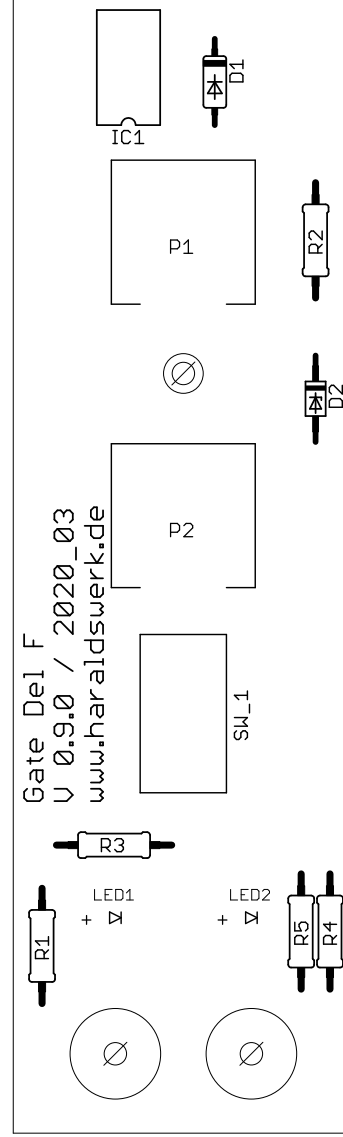 IC1
D1
P1
R2
D2
P2
Gate Del F
V 0.9.0 / 2020_03
www.haraldswerk.de
SW_1
R3
LED1
LED2
+
+
R1
R5
R4